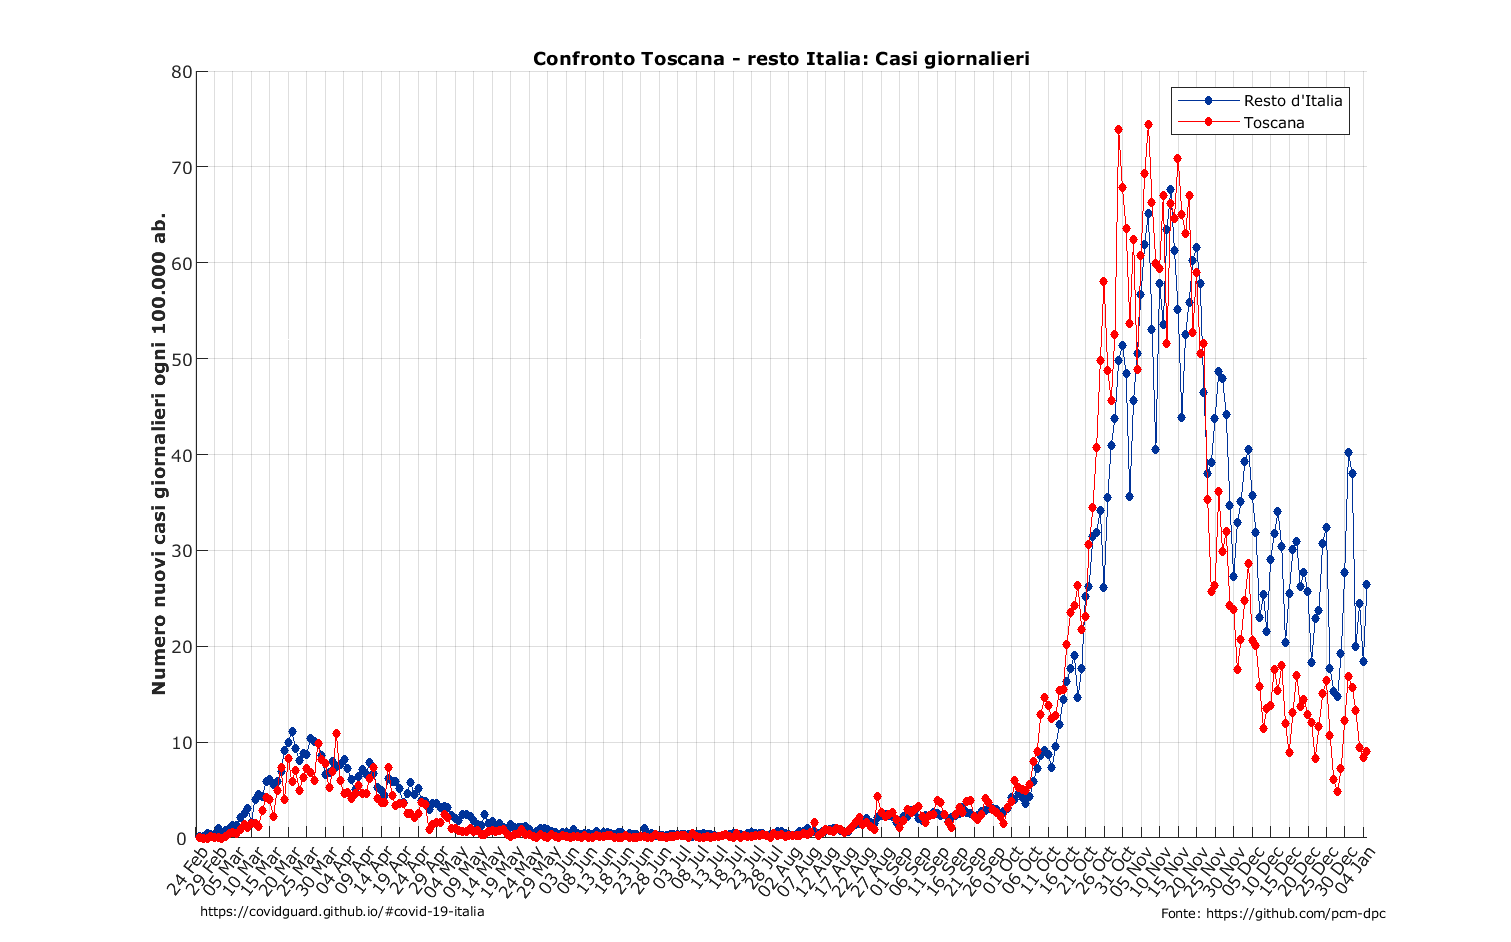 Confronto Toscana - resto Italia: Casi giornalieri
Numero nuovi casi giornalieri ogni 100.000 ab.
80
70
60
50
40
30
20
10
0
Resto d'Italia
Toscana
24 Feb
29 Feb
05 Mar
10 Mar
15 Mar
20 Mar
25 Mar
30 Mar
04 Apr
09 Apr
14 Apr
19 Apr
24 Apr
29 Apr
04 May
09 May
14 May
19 May
24 May
29 May
03 Jun
08 Jun
13 Jun
18 Jun
23 Jun
28 Jun
03 Jul
08 Jul
13 Jul
18 Jul
23 Jul
28 Jul
02 Aug
07 Aug
12 Aug
17 Aug
22 Aug
27 Aug
01 Sep
06 Sep
11 Sep
16 Sep
21 Sep
26 Sep
01 Oct
06 Oct
11 Oct
16 Oct
21 Oct
26 Oct
31 Oct
05 Nov
10 Nov
15 Nov
20 Nov
25 Nov
30 Nov
05 Dec
10 Dec
15 Dec
20 Dec
25 Dec
30 Dec
04 Jan
https://covidguard.github.io/#covid-19-italia
Fonte: https://github.com/pcm-dpc